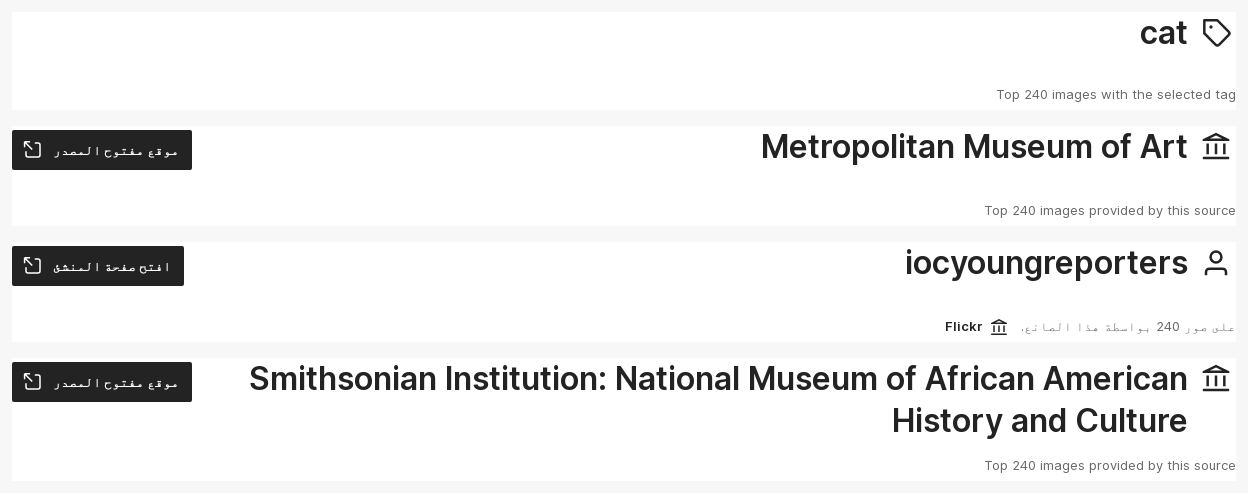 cat
Top 240 images with the selected tag
Metropolitan Museum of Art
موقع مفتوح المصدر
Top 240 images provided by this source
iocyoungreporters
افتح صفحة المنشئ
على صور 240 بواسطة هذا الصانع.
Flickr
Smithsonian Institution: National Museum of African American
History and Culture
موقع مفتوح المصدر
Top 240 images provided by this source